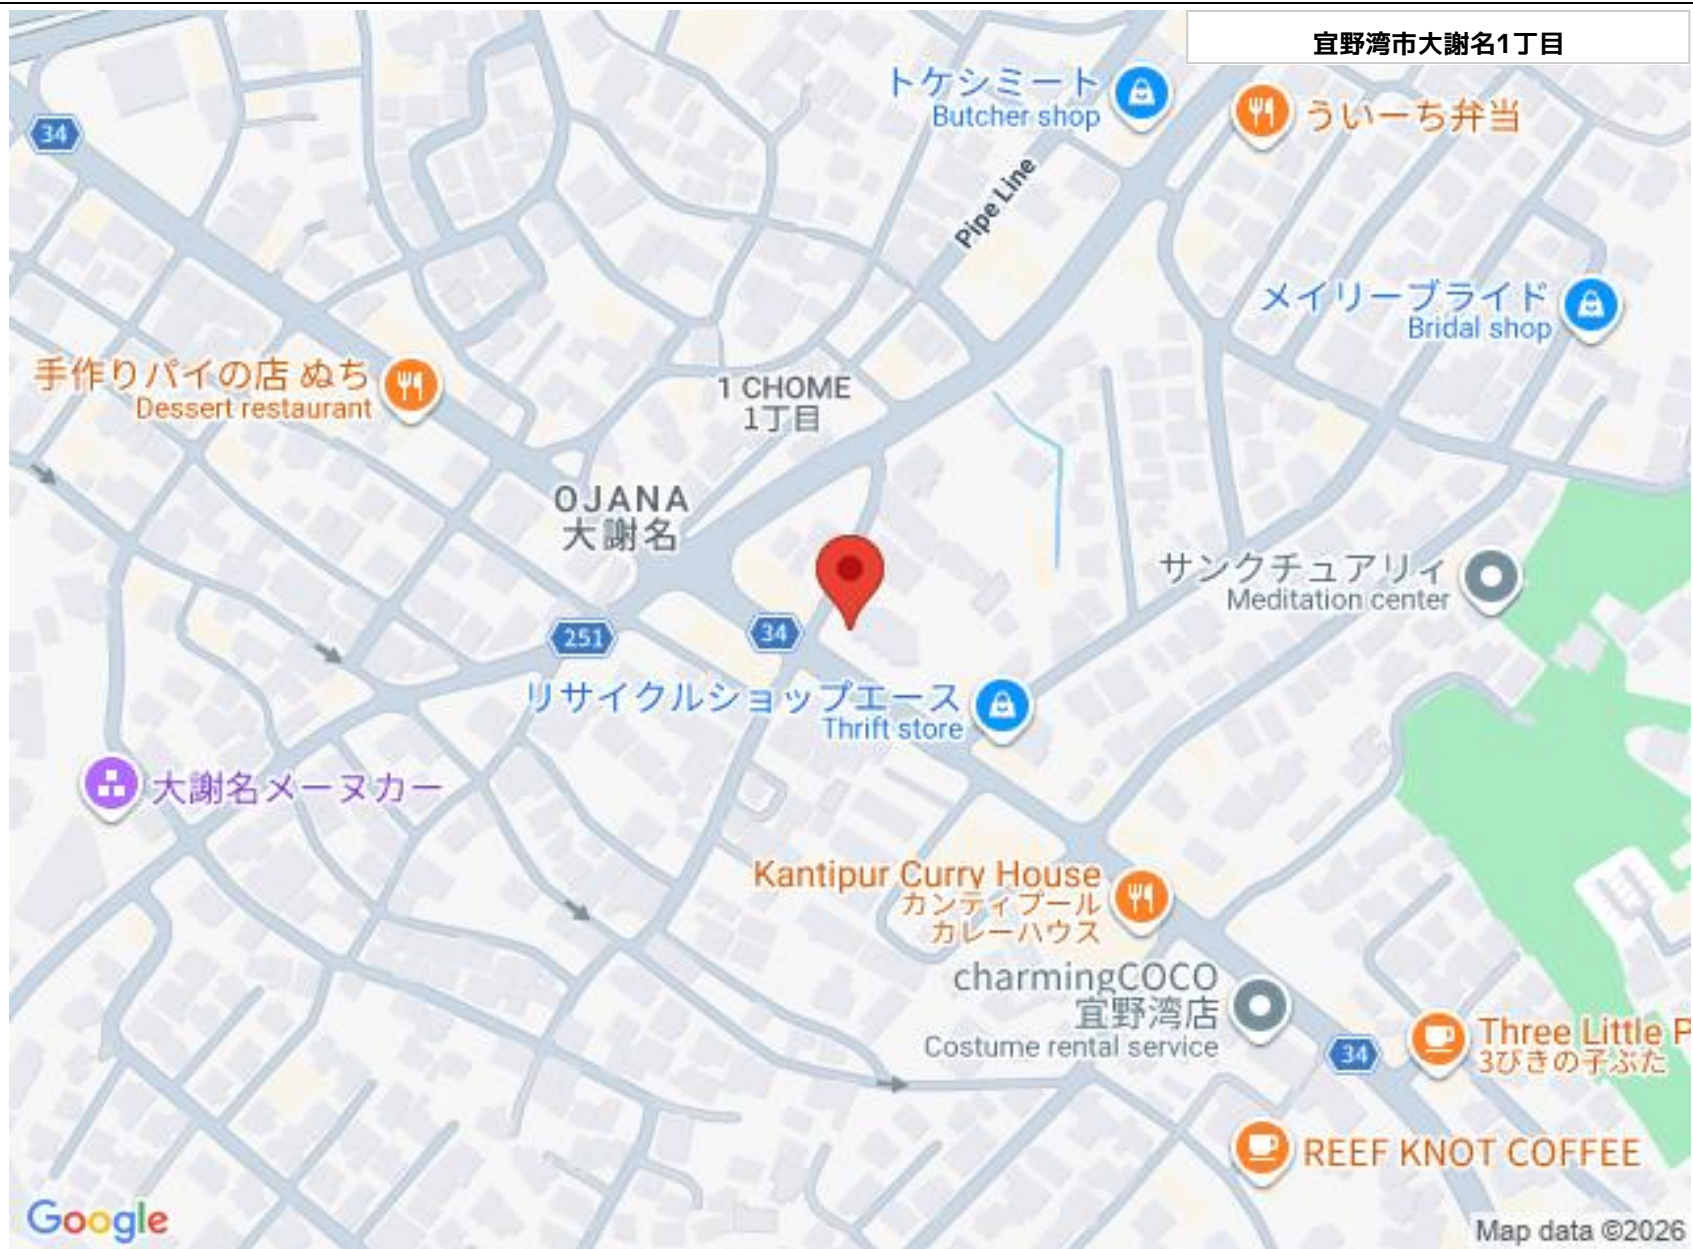 宜野湾市大謝名1丁目
トケシミート
Butcher shop
ういーち弁当
34
Pipe Line
メイリーブライド
Bridal shop
手作りパイの店 ぬち
Dessert restaurant
1 CHOME
1丁目
OJANA
大謝名
サンクチュアリィ
Meditation center
251
34
リサイクルショップエース
Thrift store
大謝名メーヌカー
Kantipur Curry House
カンティプール
カレーハウス
charmingCOCO
宜野湾店
Costume rental service
34
Three Little P
3びきの子ぶた
REEF KNOT COFFEE
Google
Map data ©2026